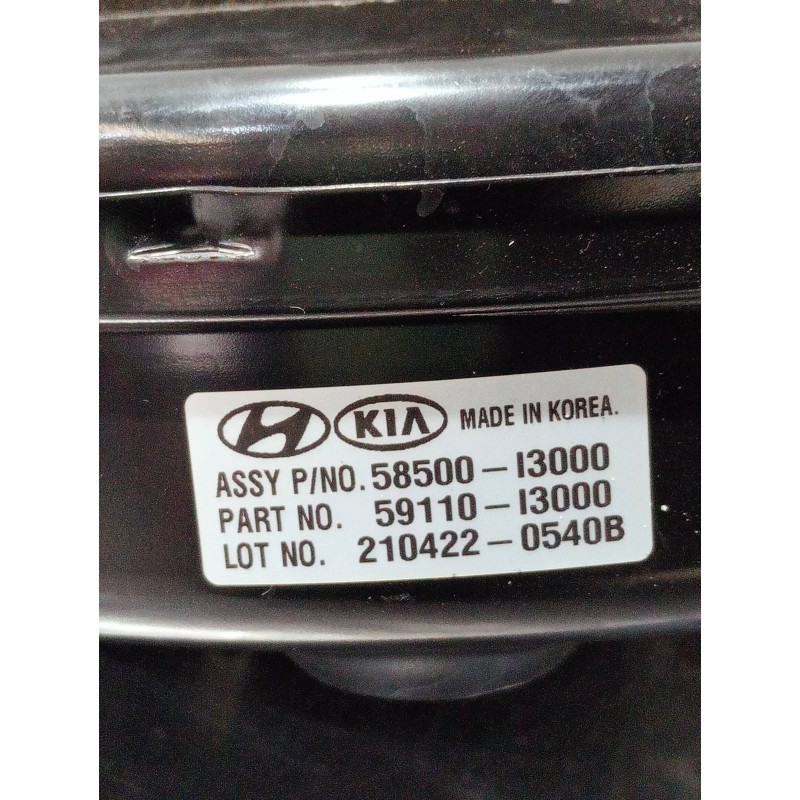 KIA MADE IN KOREA.
ASSY P/NO. 58500-I3000
PART NO. 59110-I3000
LOT NO. 210422-0540B